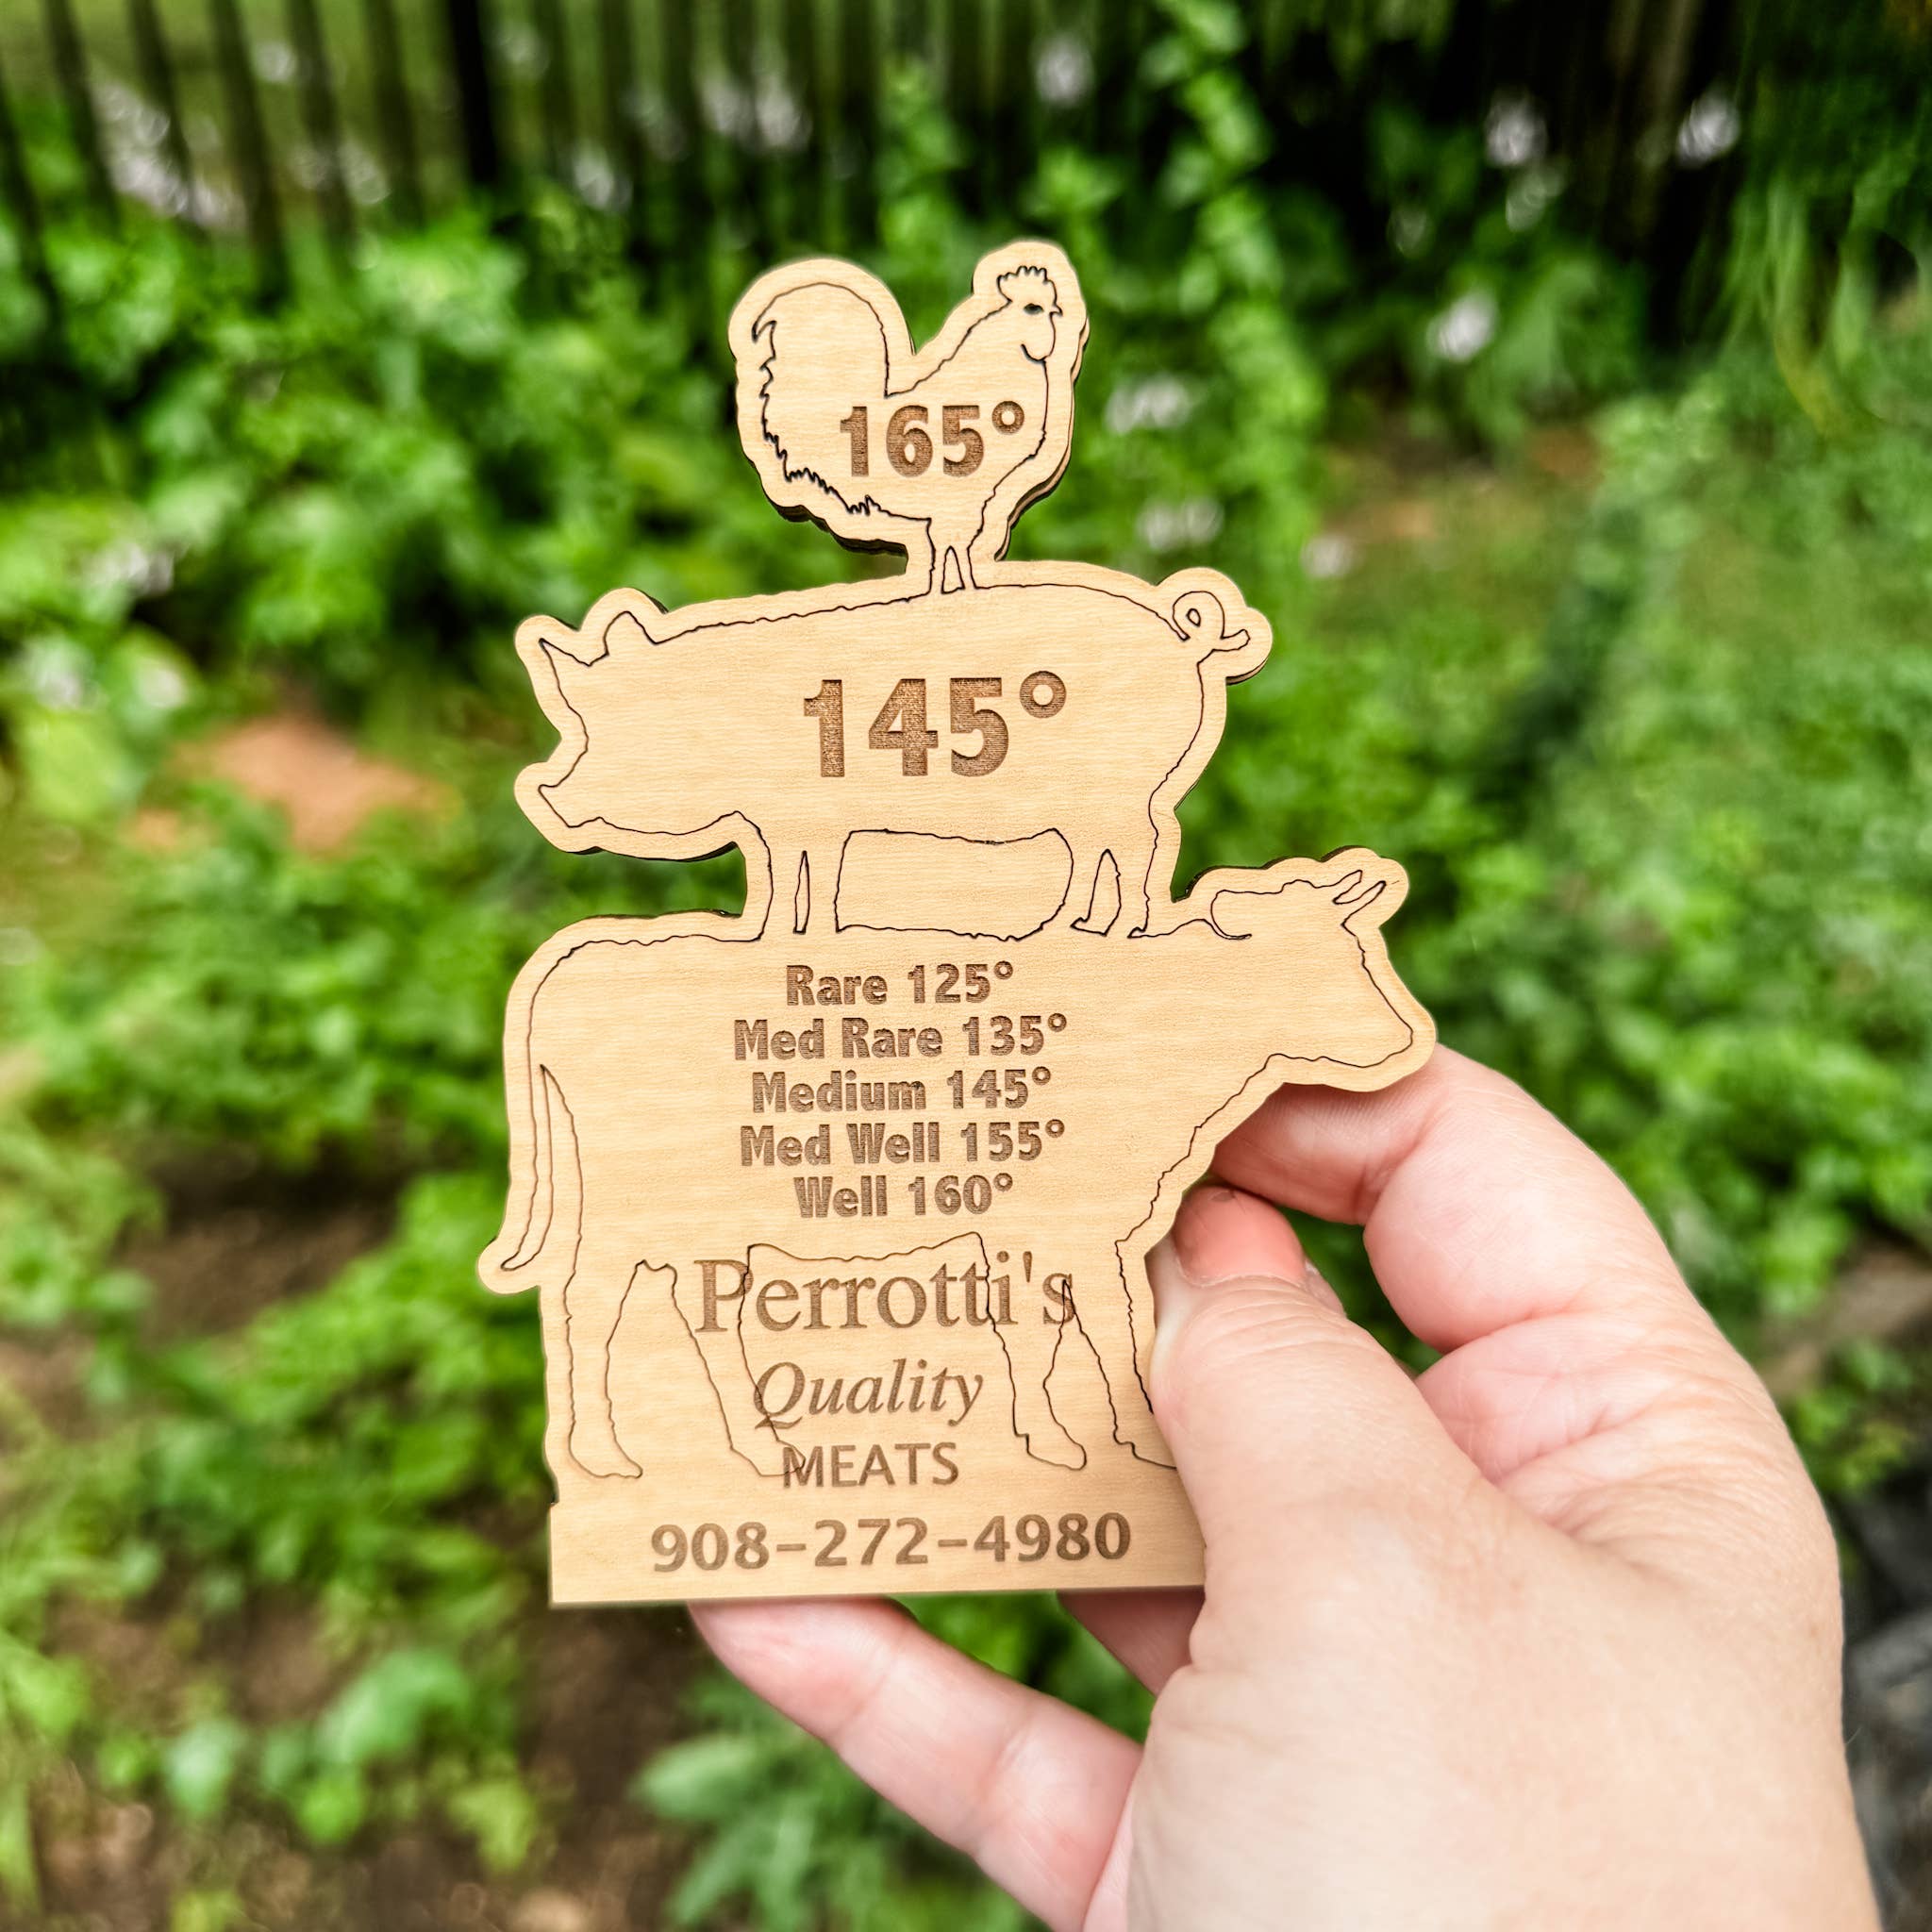 165°
145°
Rare 125°
Med Rare 135°
Medium 145°
Med Well 155°
Well 160°
Perrotti's
Quality
MEATS
908-272-4980